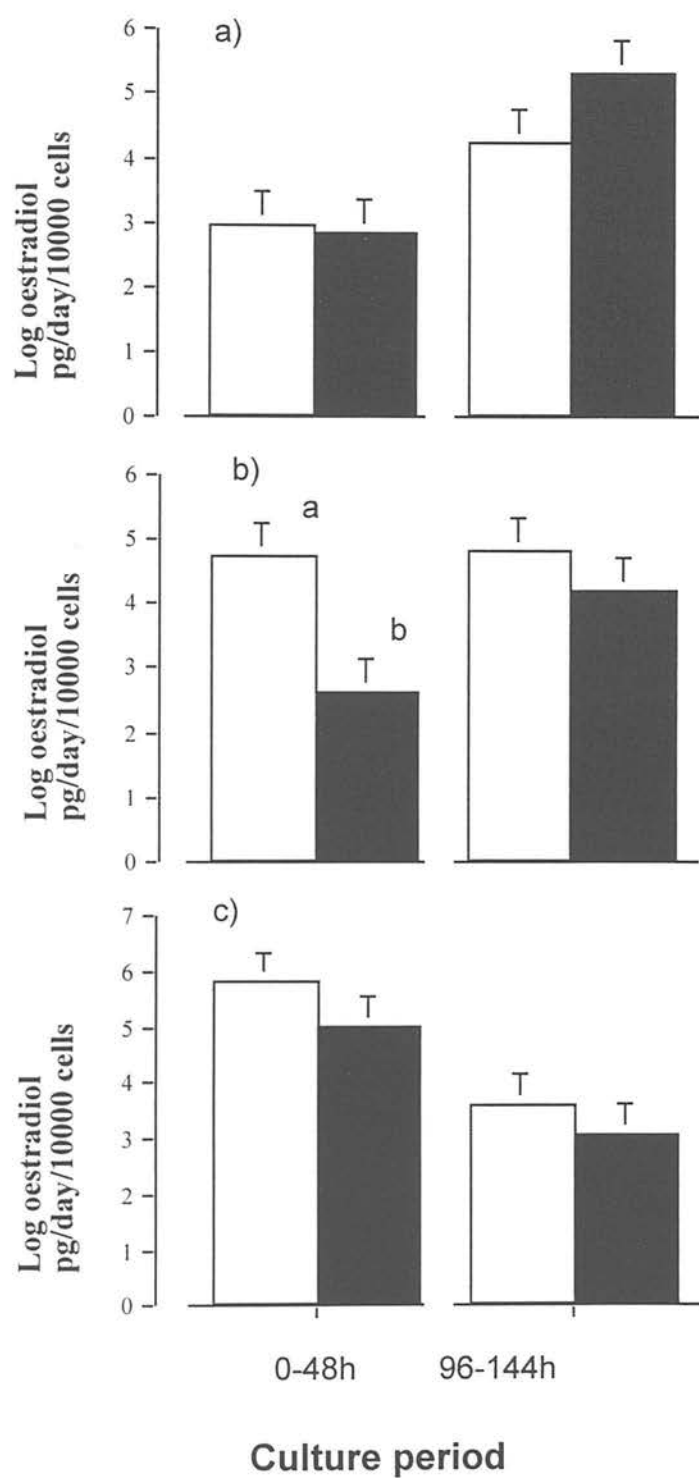 a)
Log oestradiol
pg/day/10000 cells
6
5
4
3
2
1
0
b)
a
b
Log oestradiol
pg/day/10000 cells
6
5
4
3
2
1
0
c)
Log oestradiol
pg/day/10000 cells
7
6
5
4
3
2
1
0
0-48h 96-144h
Culture period